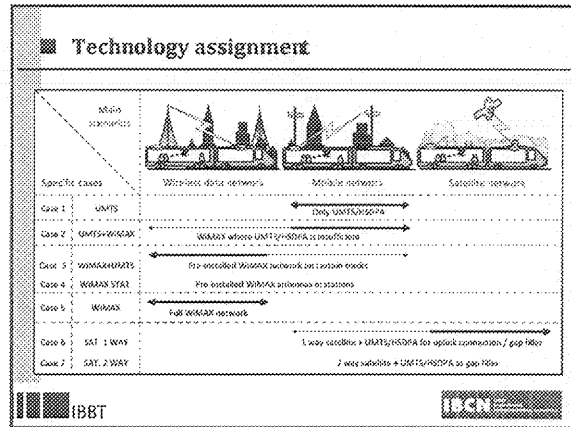 Technology assignment
Main
scenarios
Specific cases
Wireless data network
Mobile network
Satellite network
Case 1 UMTS Only UMTS/HSDPA
Case 2 UMTS+WiMAX WiMAX where UMTS/HSDPA is insufficient
Case 3 WiMAX+UMTS Pre-installed WiMAX network on certain tracks
Case 4 WiMAX STAT. Pre-installed WiMAX antennas at stations
Case 5 WiMAX Full WiMAX network
Case 6 SAT. 1 WAY 1 way satellite + UMTS/HSDPA for uplink connection / gap filler
Case 7 SAT. 2 WAY 2 way satellite + UMTS/HSDPA as gap filler
IBBT
IBCN